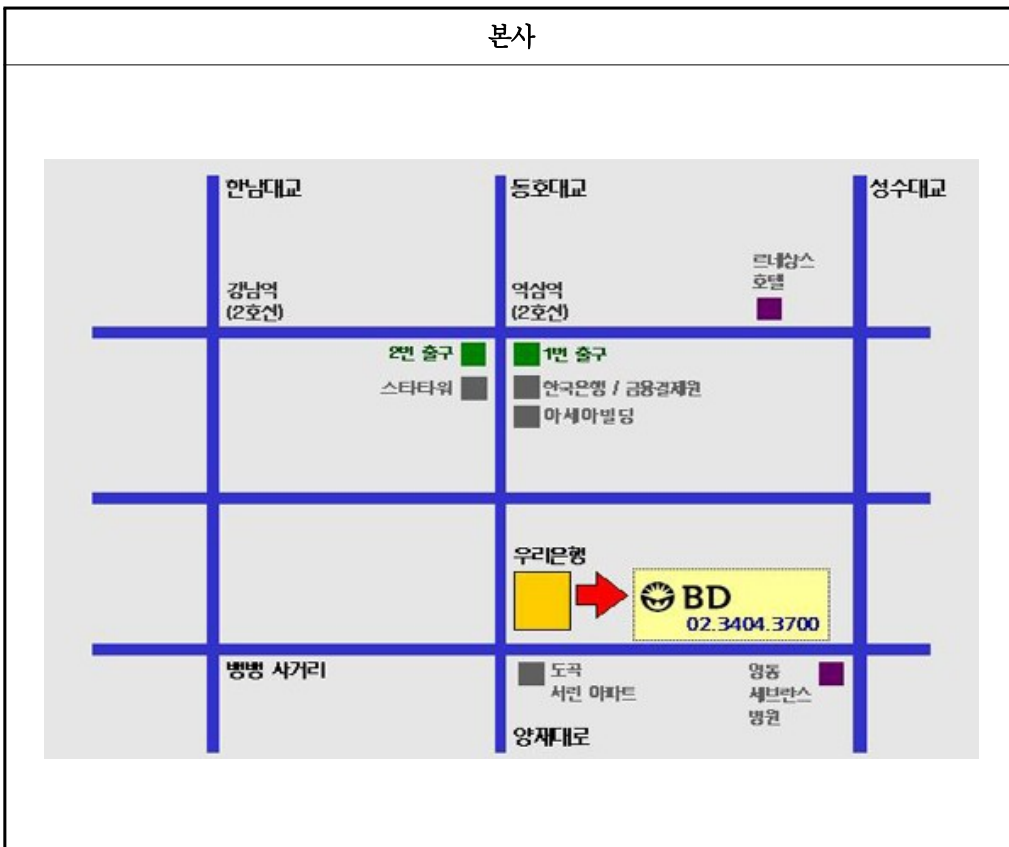 본사
한남대교
동호대교
성수대교
르네상스
호텔
강남역
(2호선)
역삼역
(2호선)
2번 출구
1번 출구
스타타워
한국은행 / 금융결제원
아세아빌딩
우리은행
BD
02.3404.3700
뱅뱅 사거리
도곡
서린 아파트
영동
세브란스
병원
양재대로